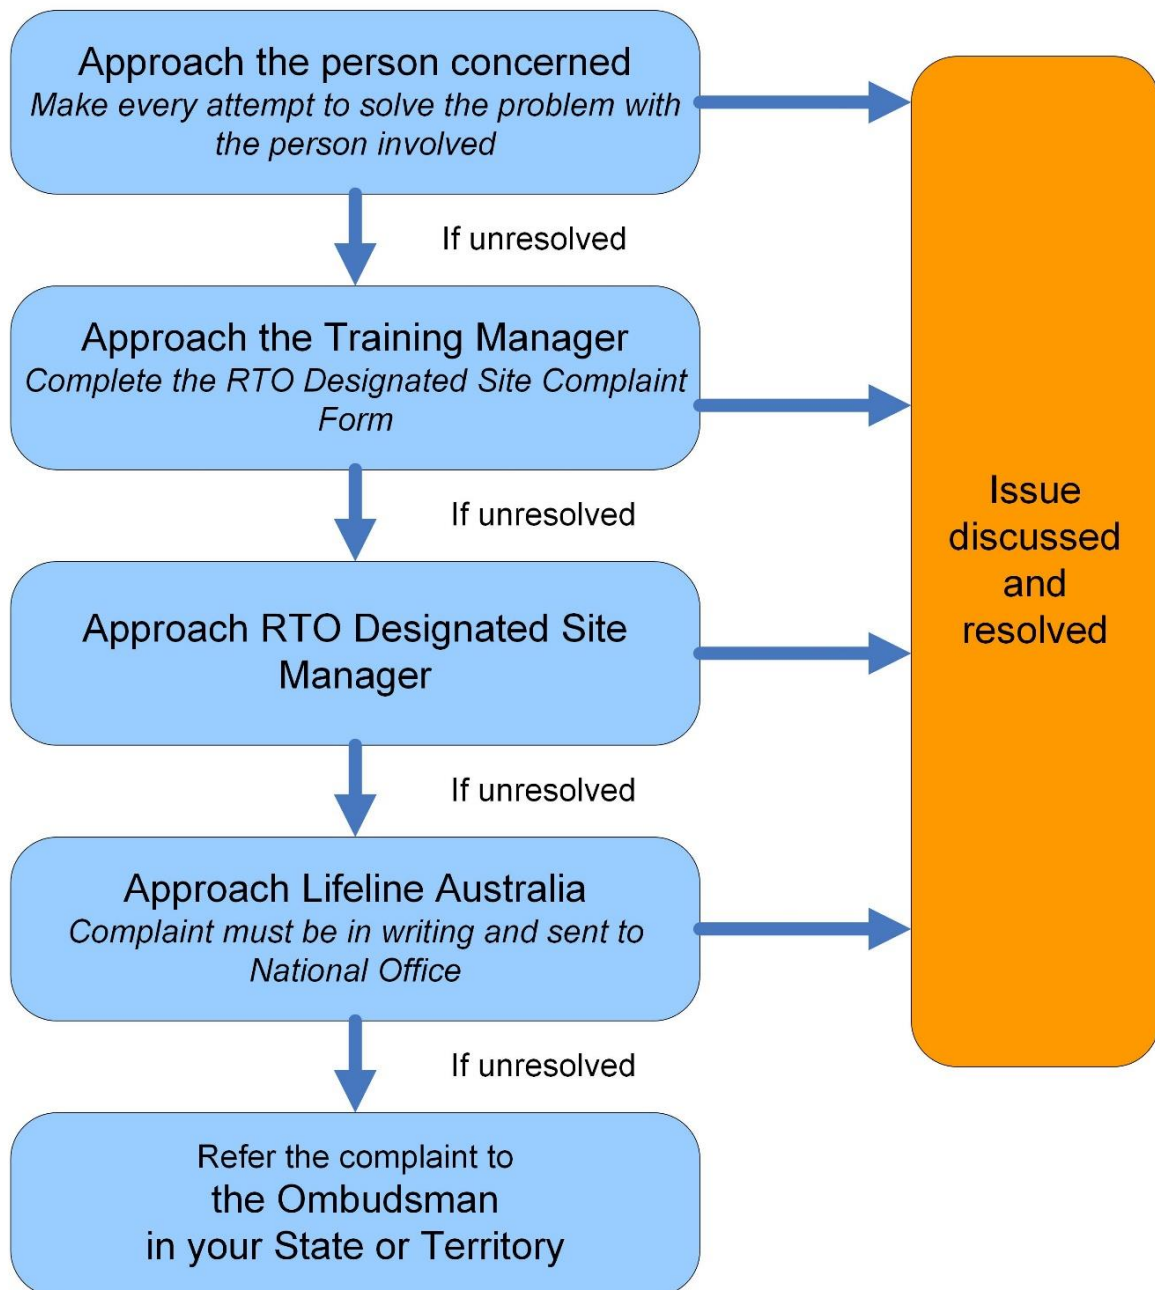 Approach the person concerned
Make every attempt to solve the problem with
the person involved
If unresolved
Approach the Training Manager
Complete the RTO Designated Site Complaint
Form
If unresolved
Approach RTO Designated Site
Manager
If unresolved
Approach Lifeline Australia
Complaint must be in writing and sent to
National Office
If unresolved
Refer the complaint to
the Ombudsman
in your State or Territory
Issue
discussed
and
resolved